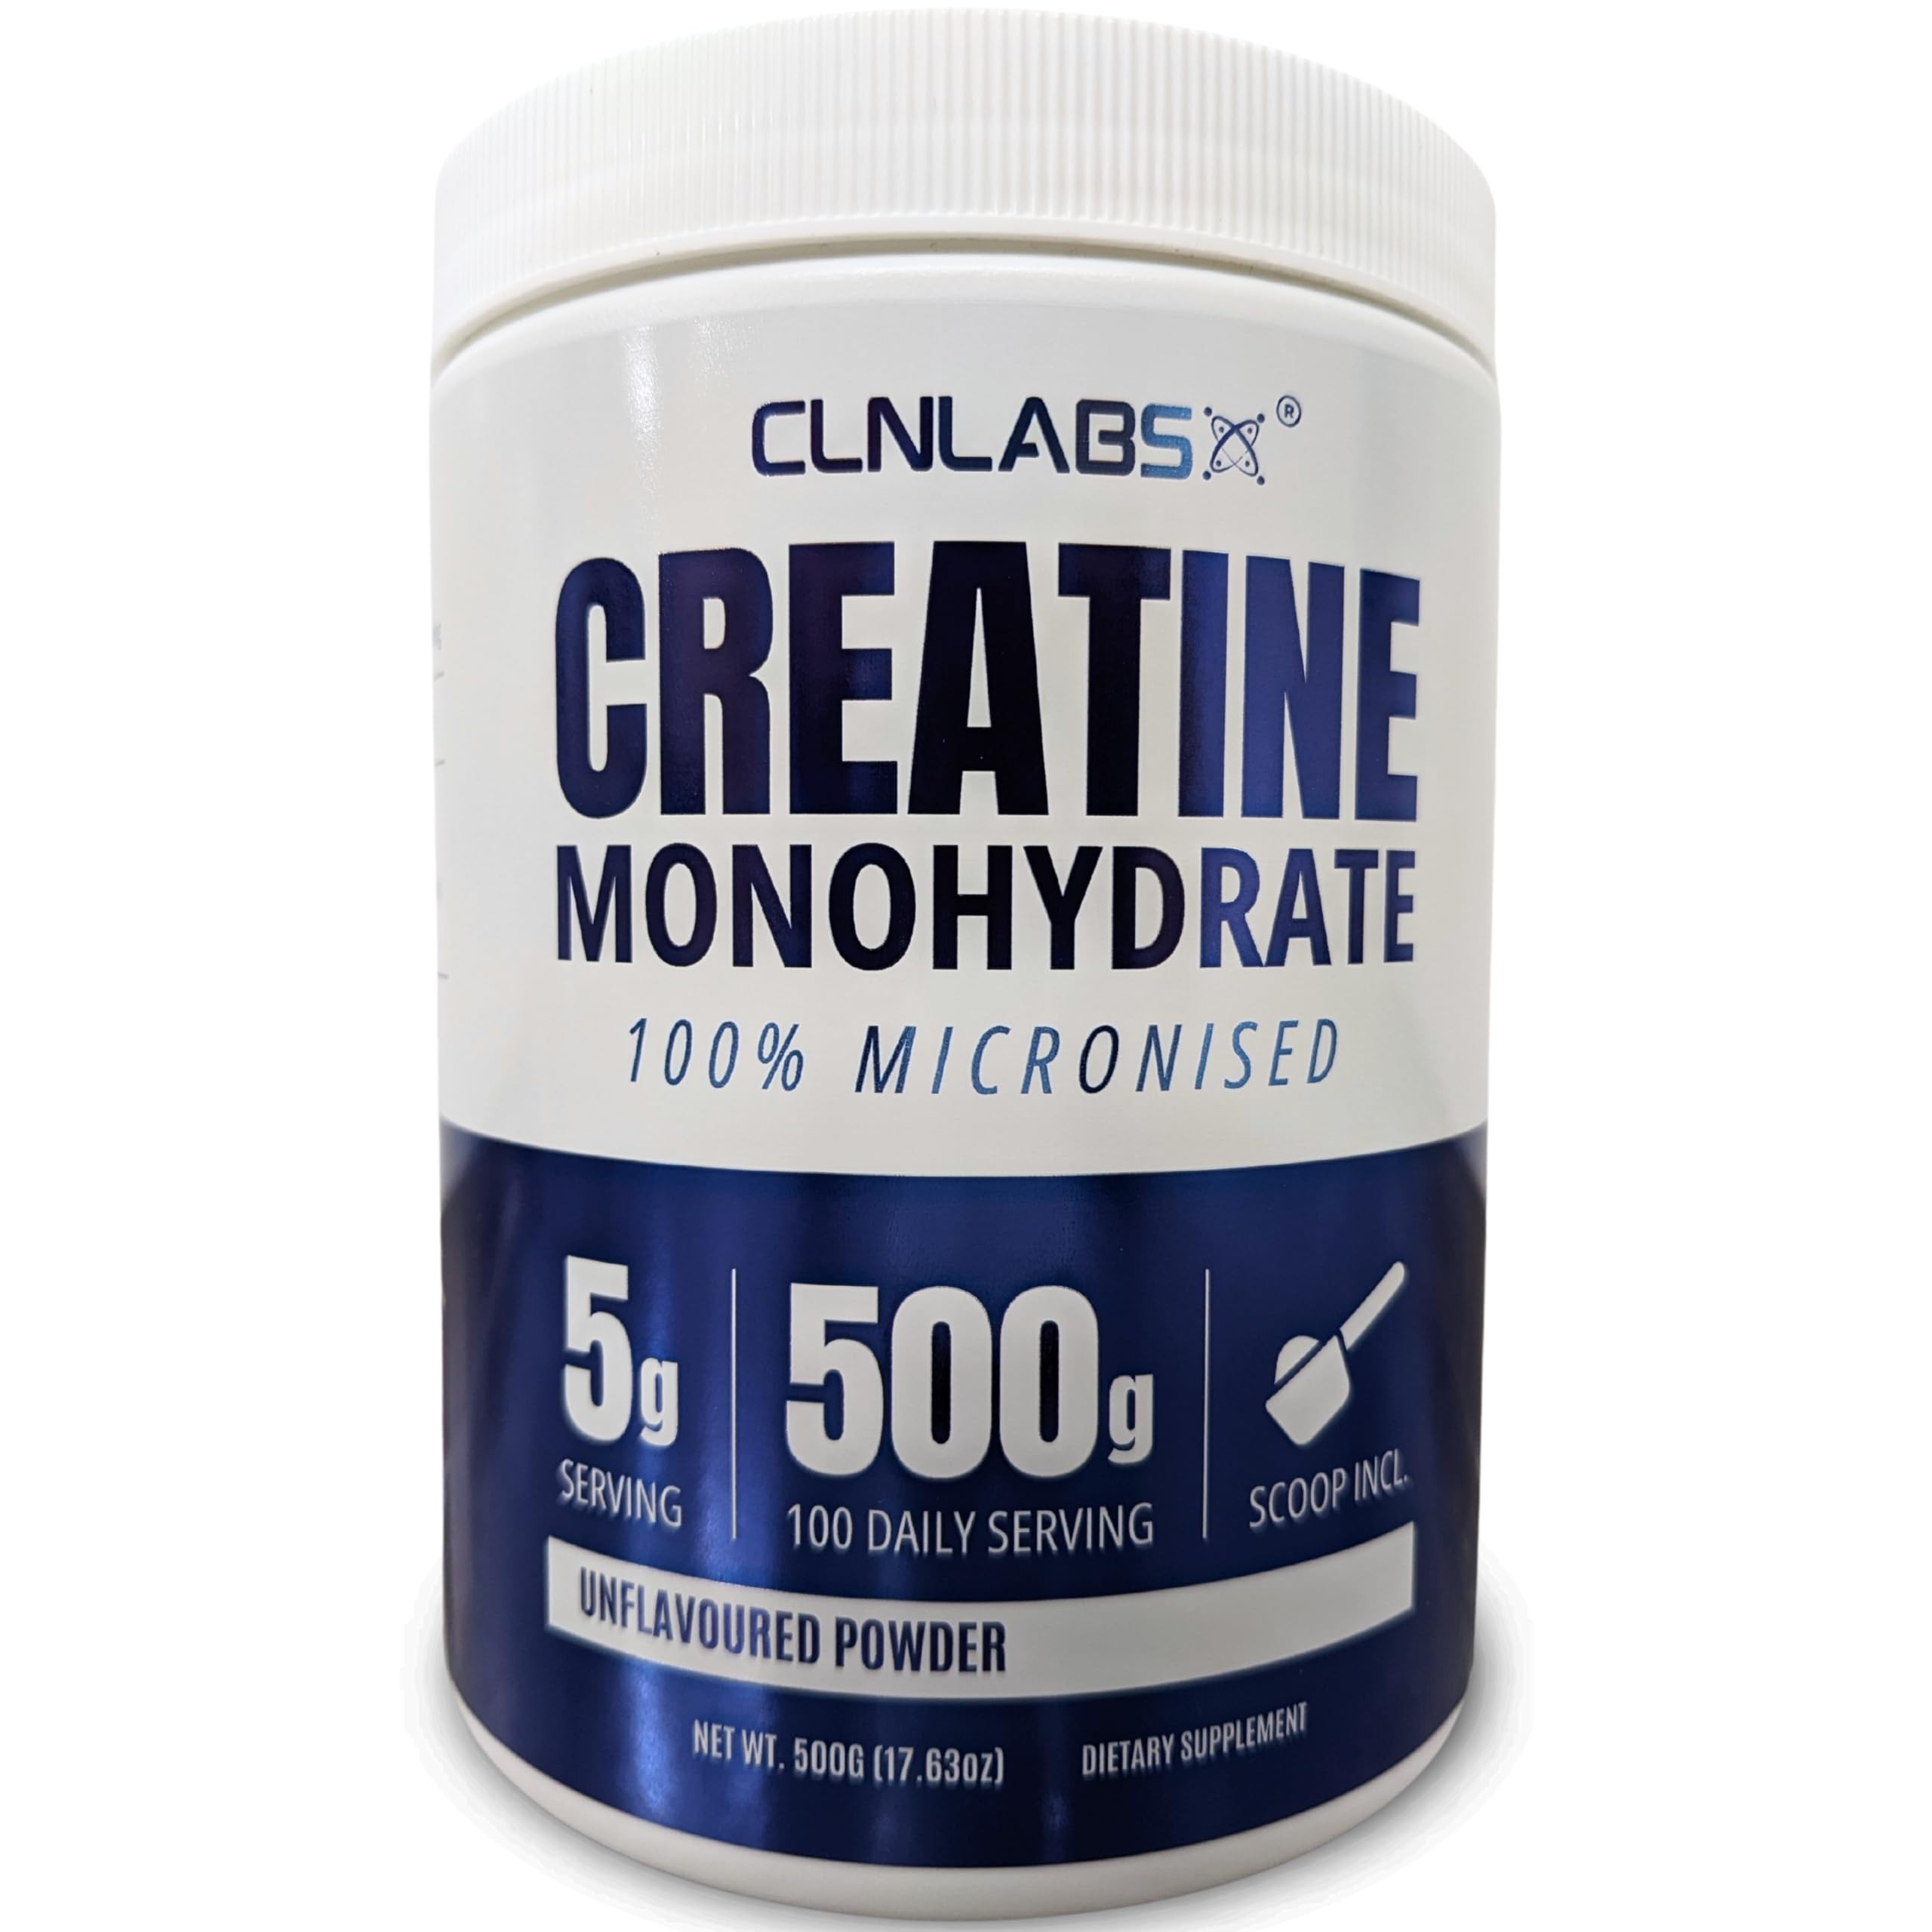 CLNLABS ®
CREATINE
MONOHYDRATE
100% MICRONISED
5g
SERVING
500g
100 DAILY SERVING
SCOOP INCL.
UNFLAVOURED POWDER
NET WT. 500G (17.63oz)
DIETARY SUPPLEMENT